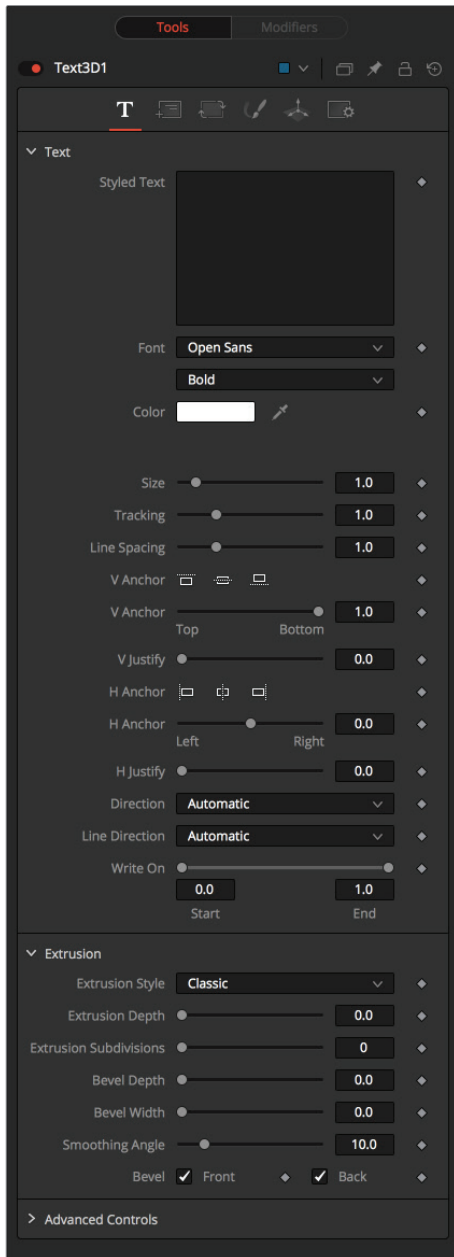 Tools Modifiers
Text3D1
T
Text
Styled Text
Font Open Sans
Bold
Color
Size 1.0
Tracking 1.0
Line Spacing 1.0
V Anchor
V Anchor 1.0
Top Bottom
V Justify 0.0
H Anchor
H Anchor 0.0
Left Right
H Justify 0.0
Direction Automatic
Line Direction Automatic
Write On
0.0 1.0
Start End
Extrusion
Extrusion Style Classic
Extrusion Depth 0.0
Extrusion Subdivisions 0
Bevel Depth 0.0
Bevel Width 0.0
Smoothing Angle 10.0
Bevel Front Back
Advanced Controls